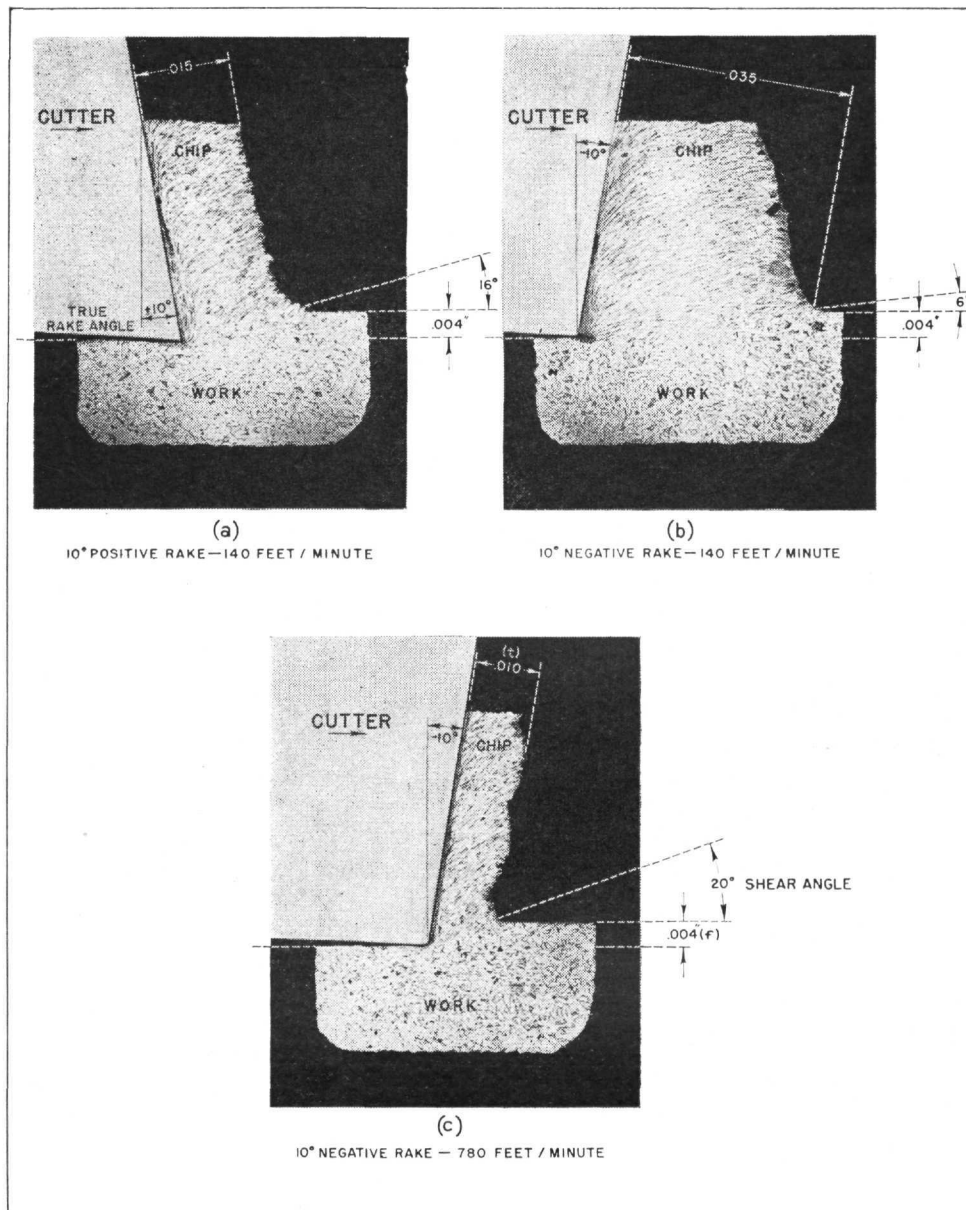 .015
CUTTER
CHIP
16°
+10°
TRUE
RAKE ANGLE
.004"
WORK
(a)
10° POSITIVE RAKE—140 FEET / MINUTE
.035
CUTTER
-10°
CHIP
6°
.004"
WORK
(b)
10° NEGATIVE RAKE—140 FEET / MINUTE
(t)
.010
CUTTER
-10°
CHIP
20° SHEAR ANGLE
.004"(f)
WORK
(c)
10° NEGATIVE RAKE — 780 FEET / MINUTE